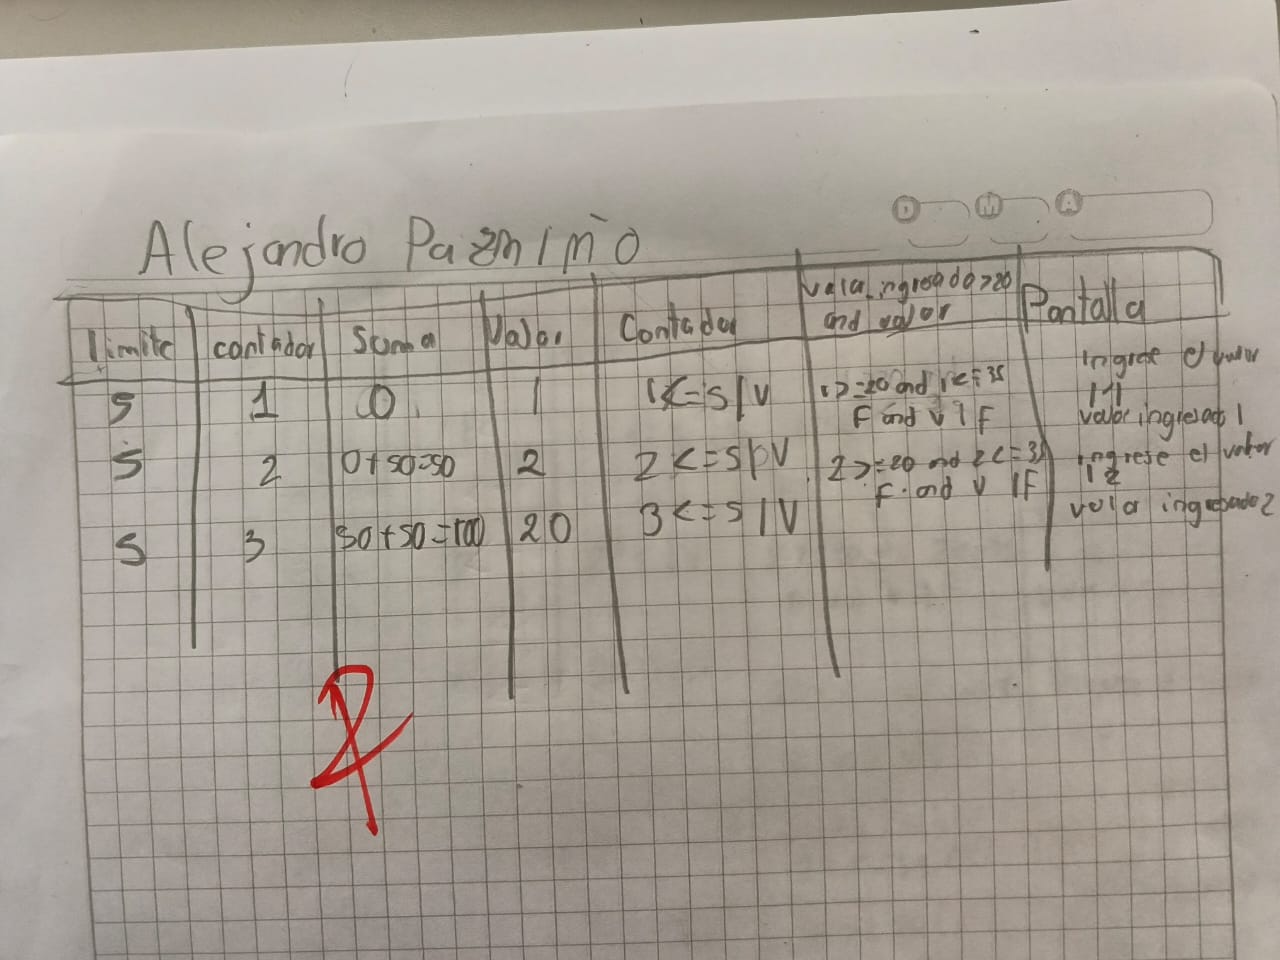 D M A
Alejandro Pazmiño
Limite contador Suma Valor Contador valor ingresado>20 and valor Pantalla
5 1 0 1 1<=5/V 1>=20 and 1<=35 F and V | F Ingrese el valor 1 : 1 valor ingresado 1
5 2 0+50=50 2 2<=5/V 2>=20 and 2<=35 F and V | F ingrese el valor 1 2 valor ingresado 2
5 3 50+50=100 20 3<=5/V